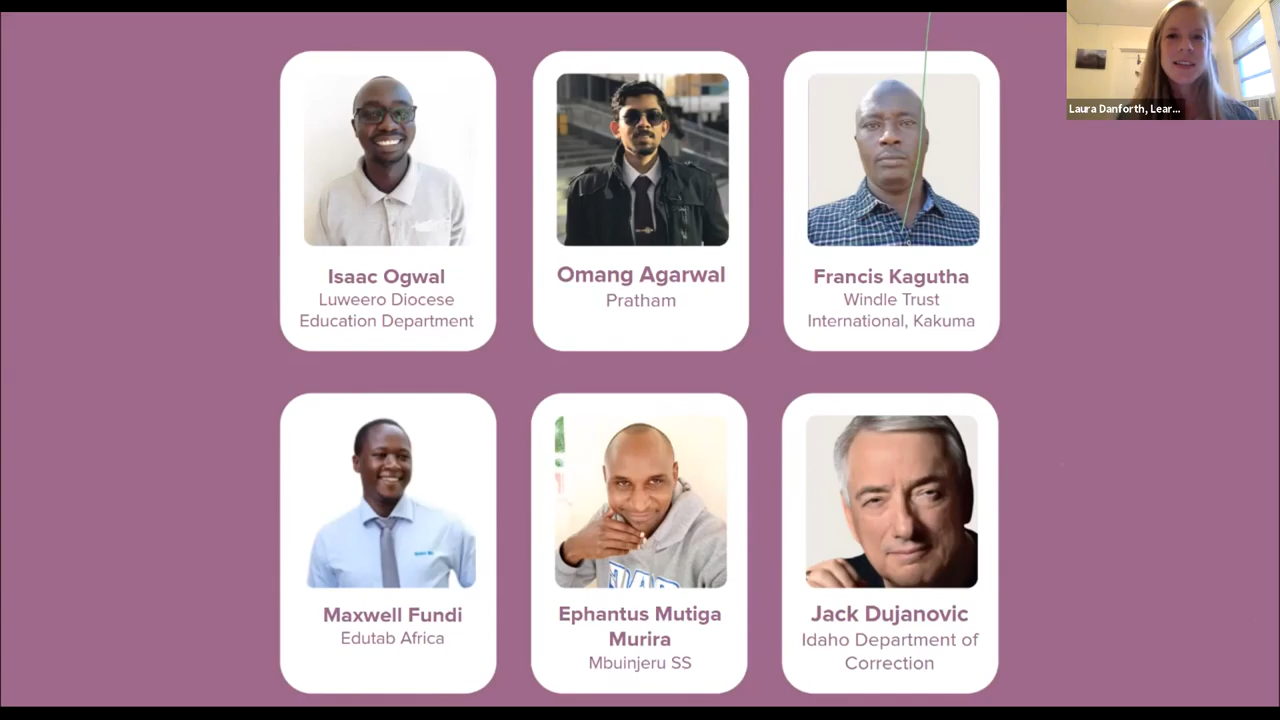 Laura Danforth, Lear...
Isaac Ogwal
Luweero Diocese
Education Department
Omang Agarwal
Pratham
Francis Kagutha
Windle Trust
International, Kakuma
Maxwell Fundi
Edutab Africa
Ephantus Mutiga
Murira
Mbuinjeru SS
Jack Dujanovic
Idaho Department of
Correction